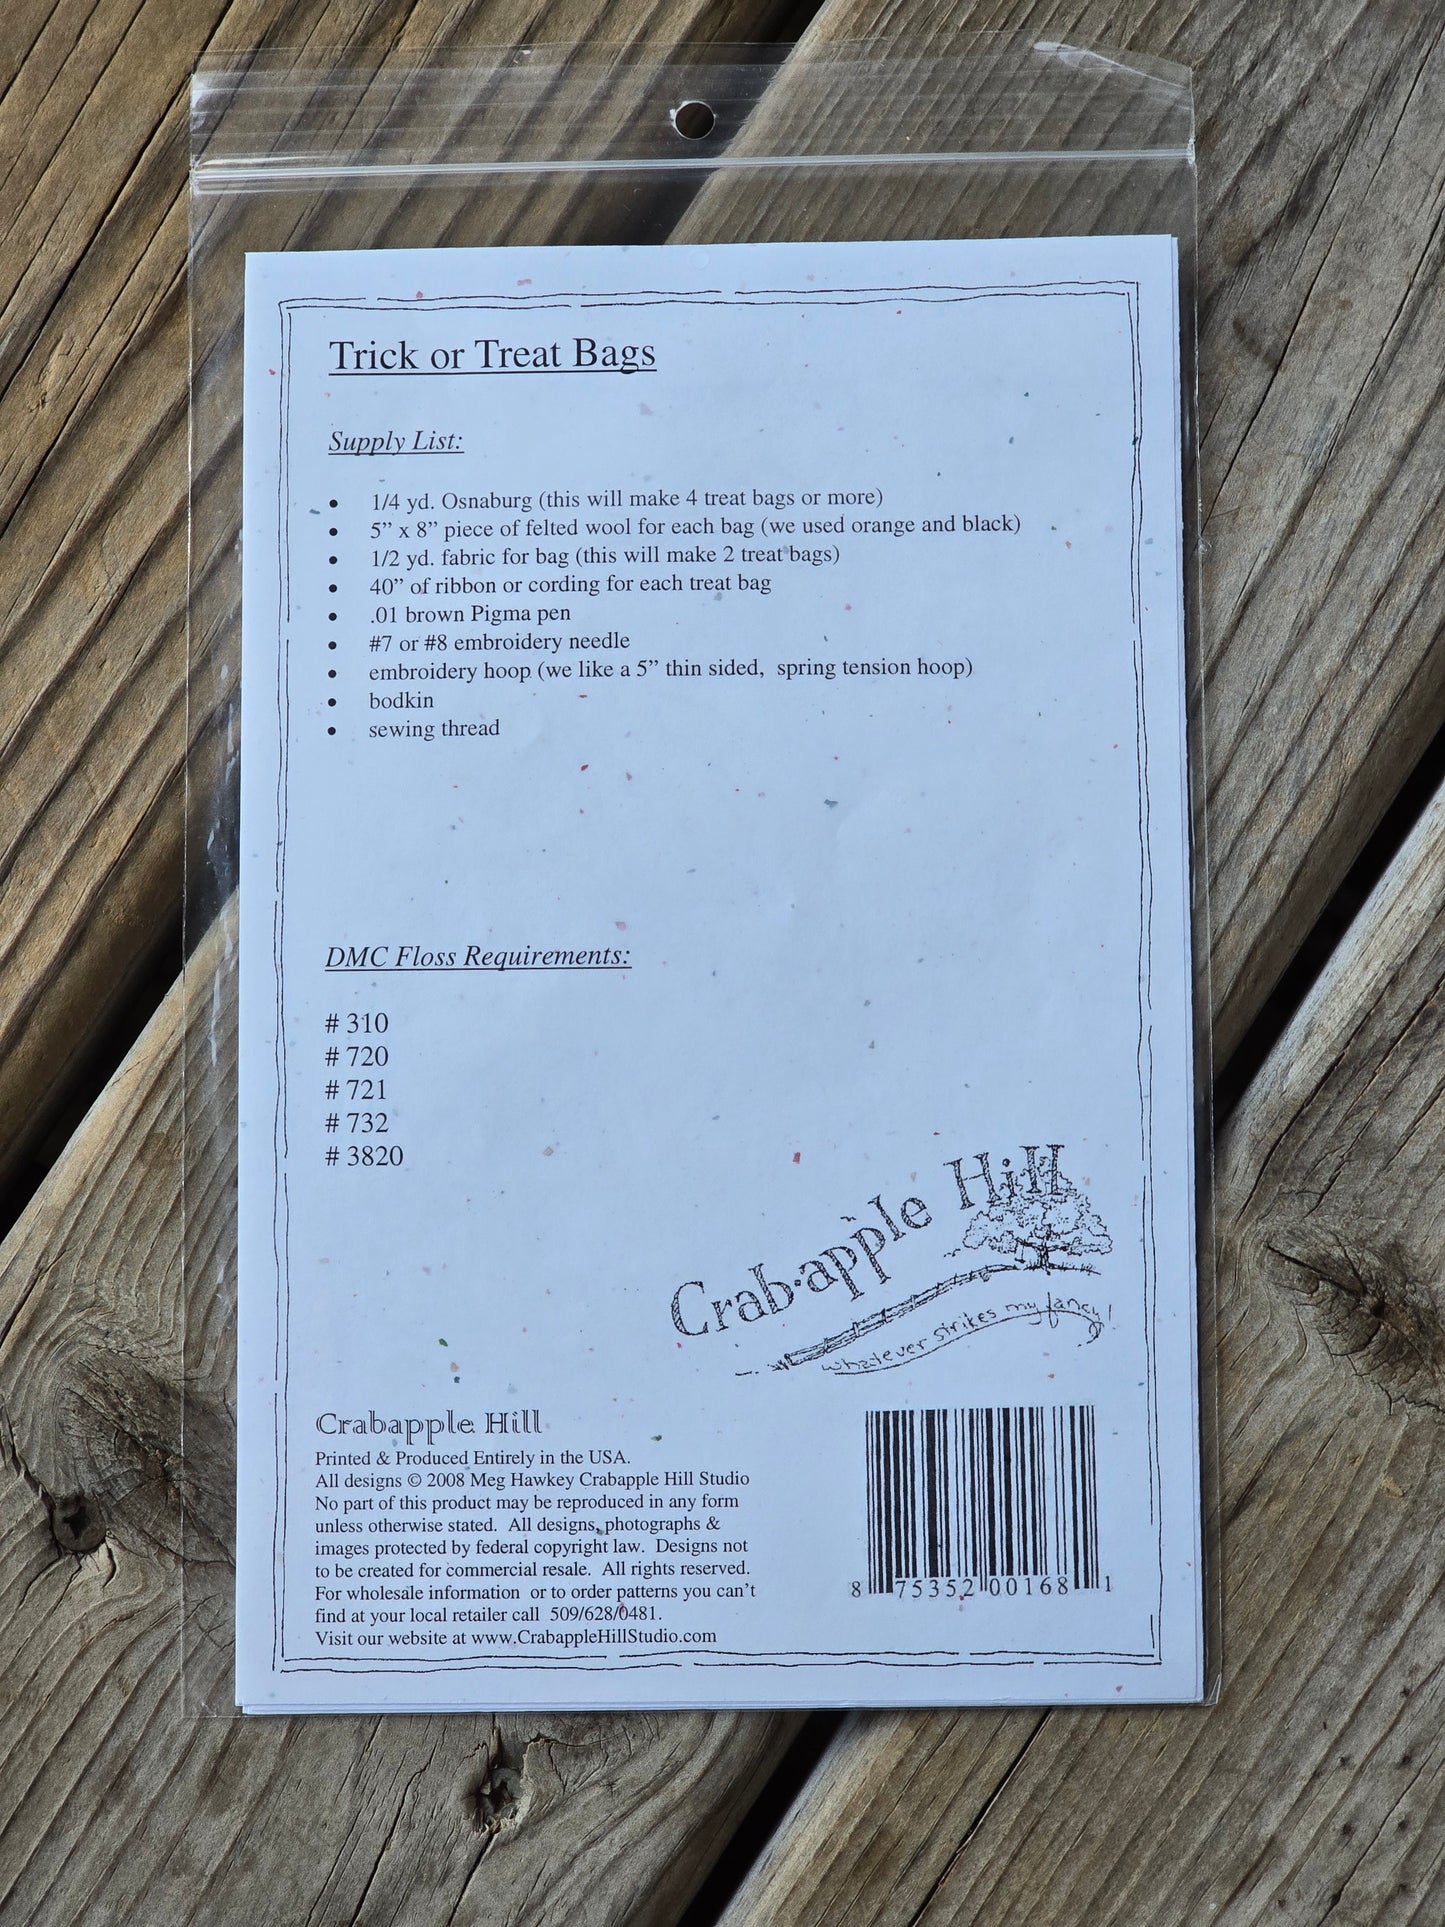 Trick or Treat Bags
Supply List:
• 1/4 yd. Osnaburg (this will make 4 treat bags or more)
• 5” x 8” piece of felted wool for each bag (we used orange and black)
• 1/2 yd. fabric for bag (this will make 2 treat bags)
• 40” of ribbon or cording for each treat bag
• .01 brown Pigma pen
• #7 or #8 embroidery needle
• embroidery hoop (we like a 5” thin sided,  spring tension hoop)
• bodkin
• sewing thread
DMC Floss Requirements:
# 310
# 720
# 721
# 732
# 3820
Crab·apple Hill
whatever strikes my fancy!
Crabapple Hill
Printed & Produced Entirely in the USA.
All designs © 2008 Meg Hawkey Crabapple Hill Studio
No part of this product may be reproduced in any form
unless otherwise stated.  All designs, photographs &
images protected by federal copyright law.  Designs not
to be created for commercial resale.  All rights reserved.
For wholesale information  or to order patterns you can’t
find at your local retailer call  509/628/0481.
Visit our website at www.CrabappleHillStudio.com
8 75352 00168 1